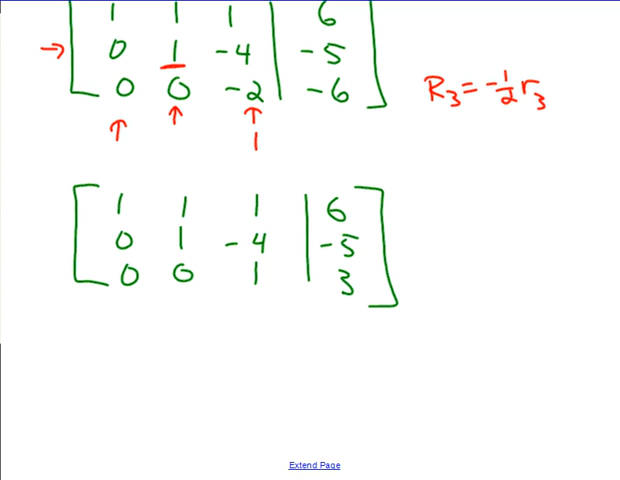 1 1 1 | 6
→ 0 1 -4 | -5
0 0 -2 | -6
R₃ = -½ r₃
↑ ↑ ↑
1
1 1 1 | 6
0 1 -4 | -5
0 0 1 | 3
Extend Page